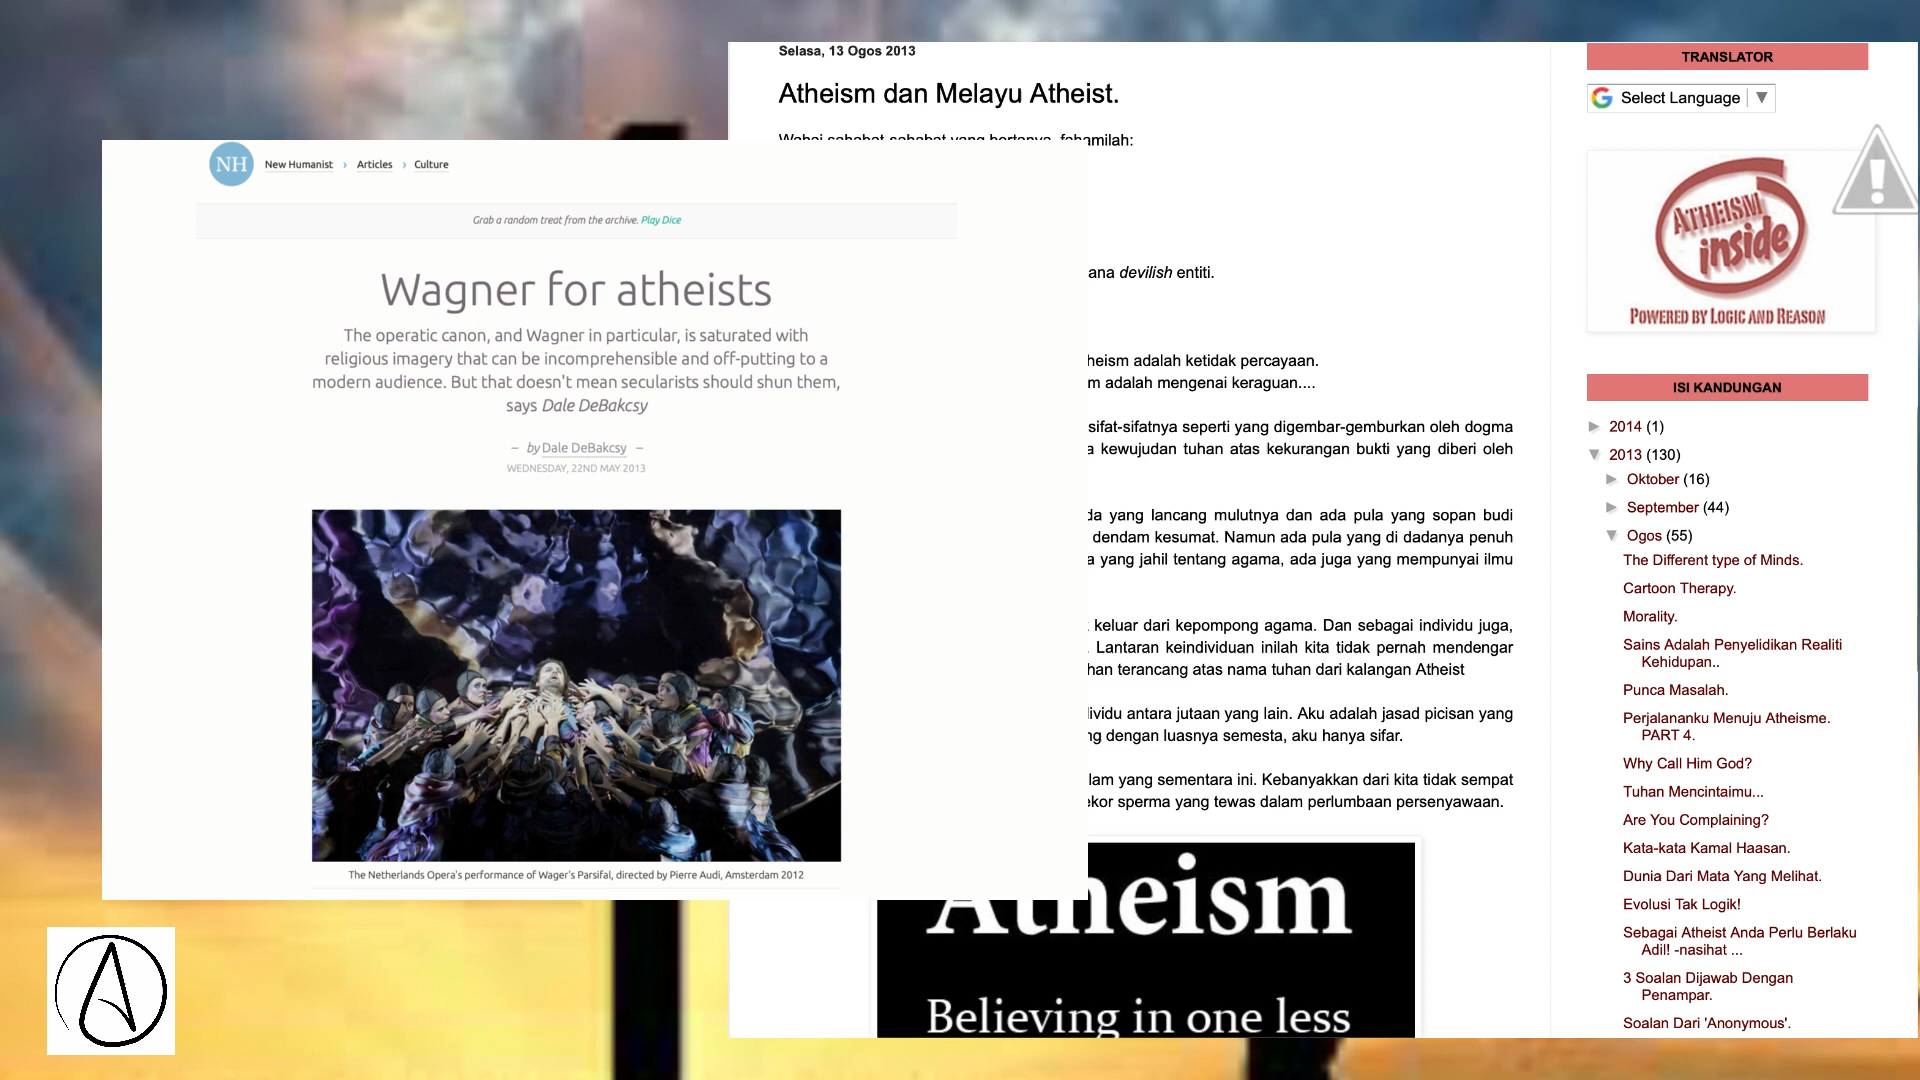 Selasa, 13 Ogos 2013
Atheism dan Melayu Atheist.
fahamilah:
ana devilish entiti.
adalah ketidak percayaan.
adalah mengenai keraguan....
sifat-sifatnya seperti yang digembar-gemburkan oleh dogma
kewujudan tuhan atas kekurangan bukti yang diberi oleh
yang lancang mulutnya dan ada pula yang sopan budi
dendam kesumat. Namun ada pula yang di dadanya penuh
yang jahil tentang agama, ada juga yang mempunyai ilmu
keluar dari kepompong agama. Dan sebagai individu juga,
Lantaran keindividuan inilah kita tidak pernah mendengar
terancang atas nama tuhan dari kalangan Atheist
antara jutaan yang lain. Aku adalah jasad picisan yang
dengan luasnya semesta, aku hanya sifar.
yang sementara ini. Kebanyakkan dari kita tidak sempat
sperma yang tewas dalam perlumbaan persenyawaan.
Atheism
Believing in one less
NH New Humanist › Articles › Culture
Grab a random treat from the archive. Play Dice
Wagner for atheists
The operatic canon, and Wagner in particular, is saturated with
religious imagery that can be incomprehensible and off-putting to a
modern audience. But that doesn't mean secularists should shun them,
says Dale DeBakcsy
– by Dale DeBakcsy –
WEDNESDAY, 22ND MAY 2013
The Netherlands Opera's performance of Wager's Parsifal, directed by Pierre Audi, Amsterdam 2012
TRANSLATOR
Select Language
ATHEISM
inside
POWERED BY LOGIC AND REASON
ISI KANDUNGAN
► 2014 (1)
▼ 2013 (130)
► Oktober (16)
► September (44)
▼ Ogos (55)
The Different type of Minds.
Cartoon Therapy.
Morality.
Sains Adalah Penyelidikan Realiti
Kehidupan..
Punca Masalah.
Perjalananku Menuju Atheisme.
PART 4.
Why Call Him God?
Tuhan Mencintaimu...
Are You Complaining?
Kata-kata Kamal Haasan.
Dunia Dari Mata Yang Melihat.
Evolusi Tak Logik!
Sebagai Atheist Anda Perlu Berlaku
Adil! -nasihat ...
3 Soalan Dijawab Dengan
Penampar.
Soalan Dari 'Anonymous'.